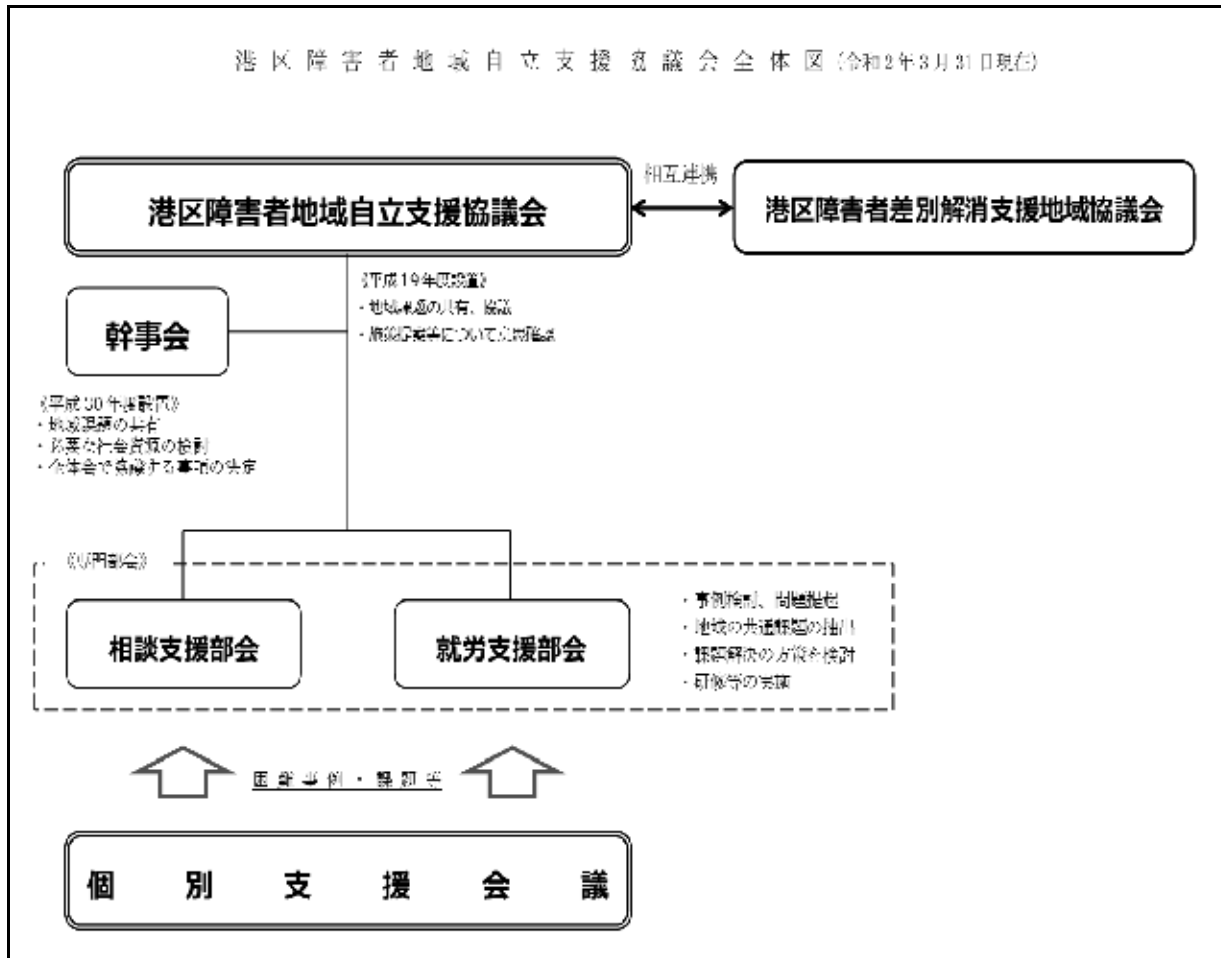 港区障害者地域自立支援協議会全体図(令和2年3月31日現在)
港区障害者地域自立支援協議会
相互連携
港区障害者差別解消支援地域協議会
《平成19年度設置》
・地域課題の共有、協議
・施策提案等について
幹事会
《平成30年度設置》
・地域課題の共有
・必要な社会資源の検討
・全体会で協議する事項の決定
《専門部会》
相談支援部会
就労支援部会
・事例検討、問題提起
・地域の共通課題の抽出
・課題解決の方策を検討
・研修等の実施
困難事例・課題等
個別支援会議